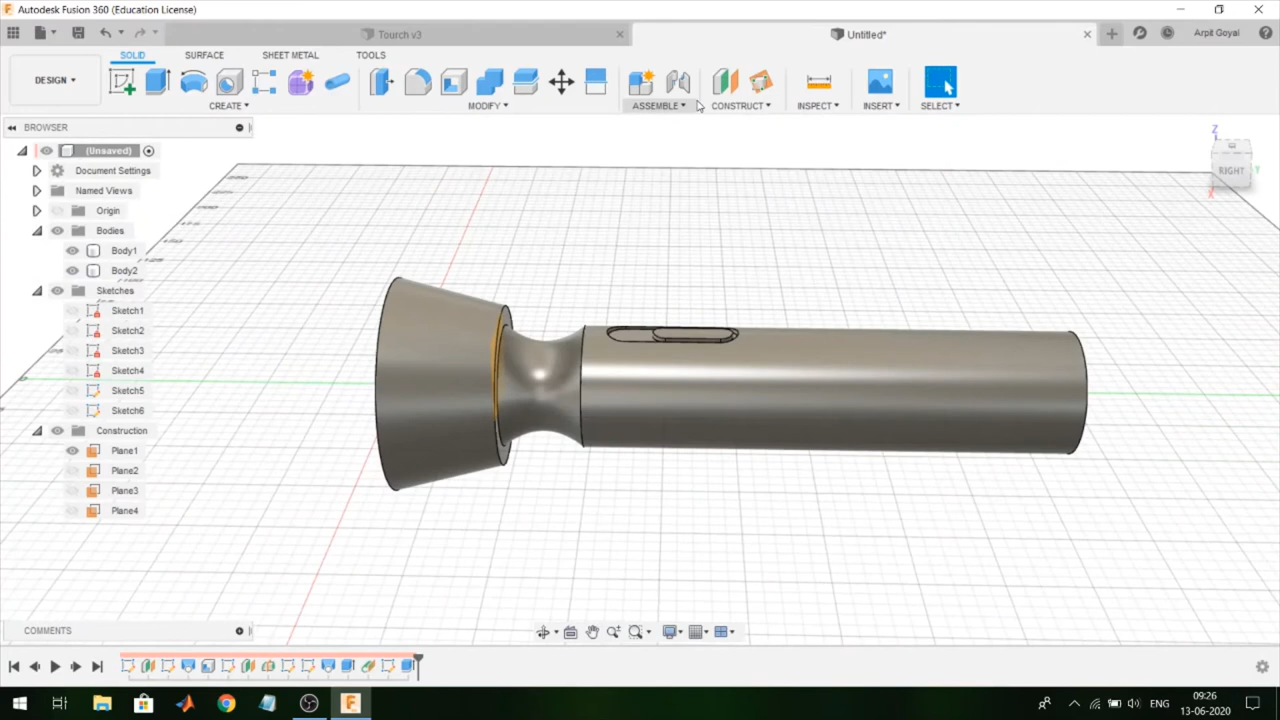 Autodesk Fusion 360 (Education License)
Tourch v3
Untitled*
Arpit Goyal
SOLID
SURFACE
SHEET METAL
TOOLS
DESIGN
CREATE
MODIFY
ASSEMBLE
CONSTRUCT
INSPECT
INSERT
SELECT
BROWSER
(Unsaved)
Document Settings
Named Views
Origin
Bodies
Body1
Body2
Sketches
Sketch1
Sketch2
Sketch3
Sketch4
Sketch5
Sketch6
Construction
Plane1
Plane2
Plane3
Plane4
Z
RIGHT
Y
X
COMMENTS
ENG
09:26
13-06-2020